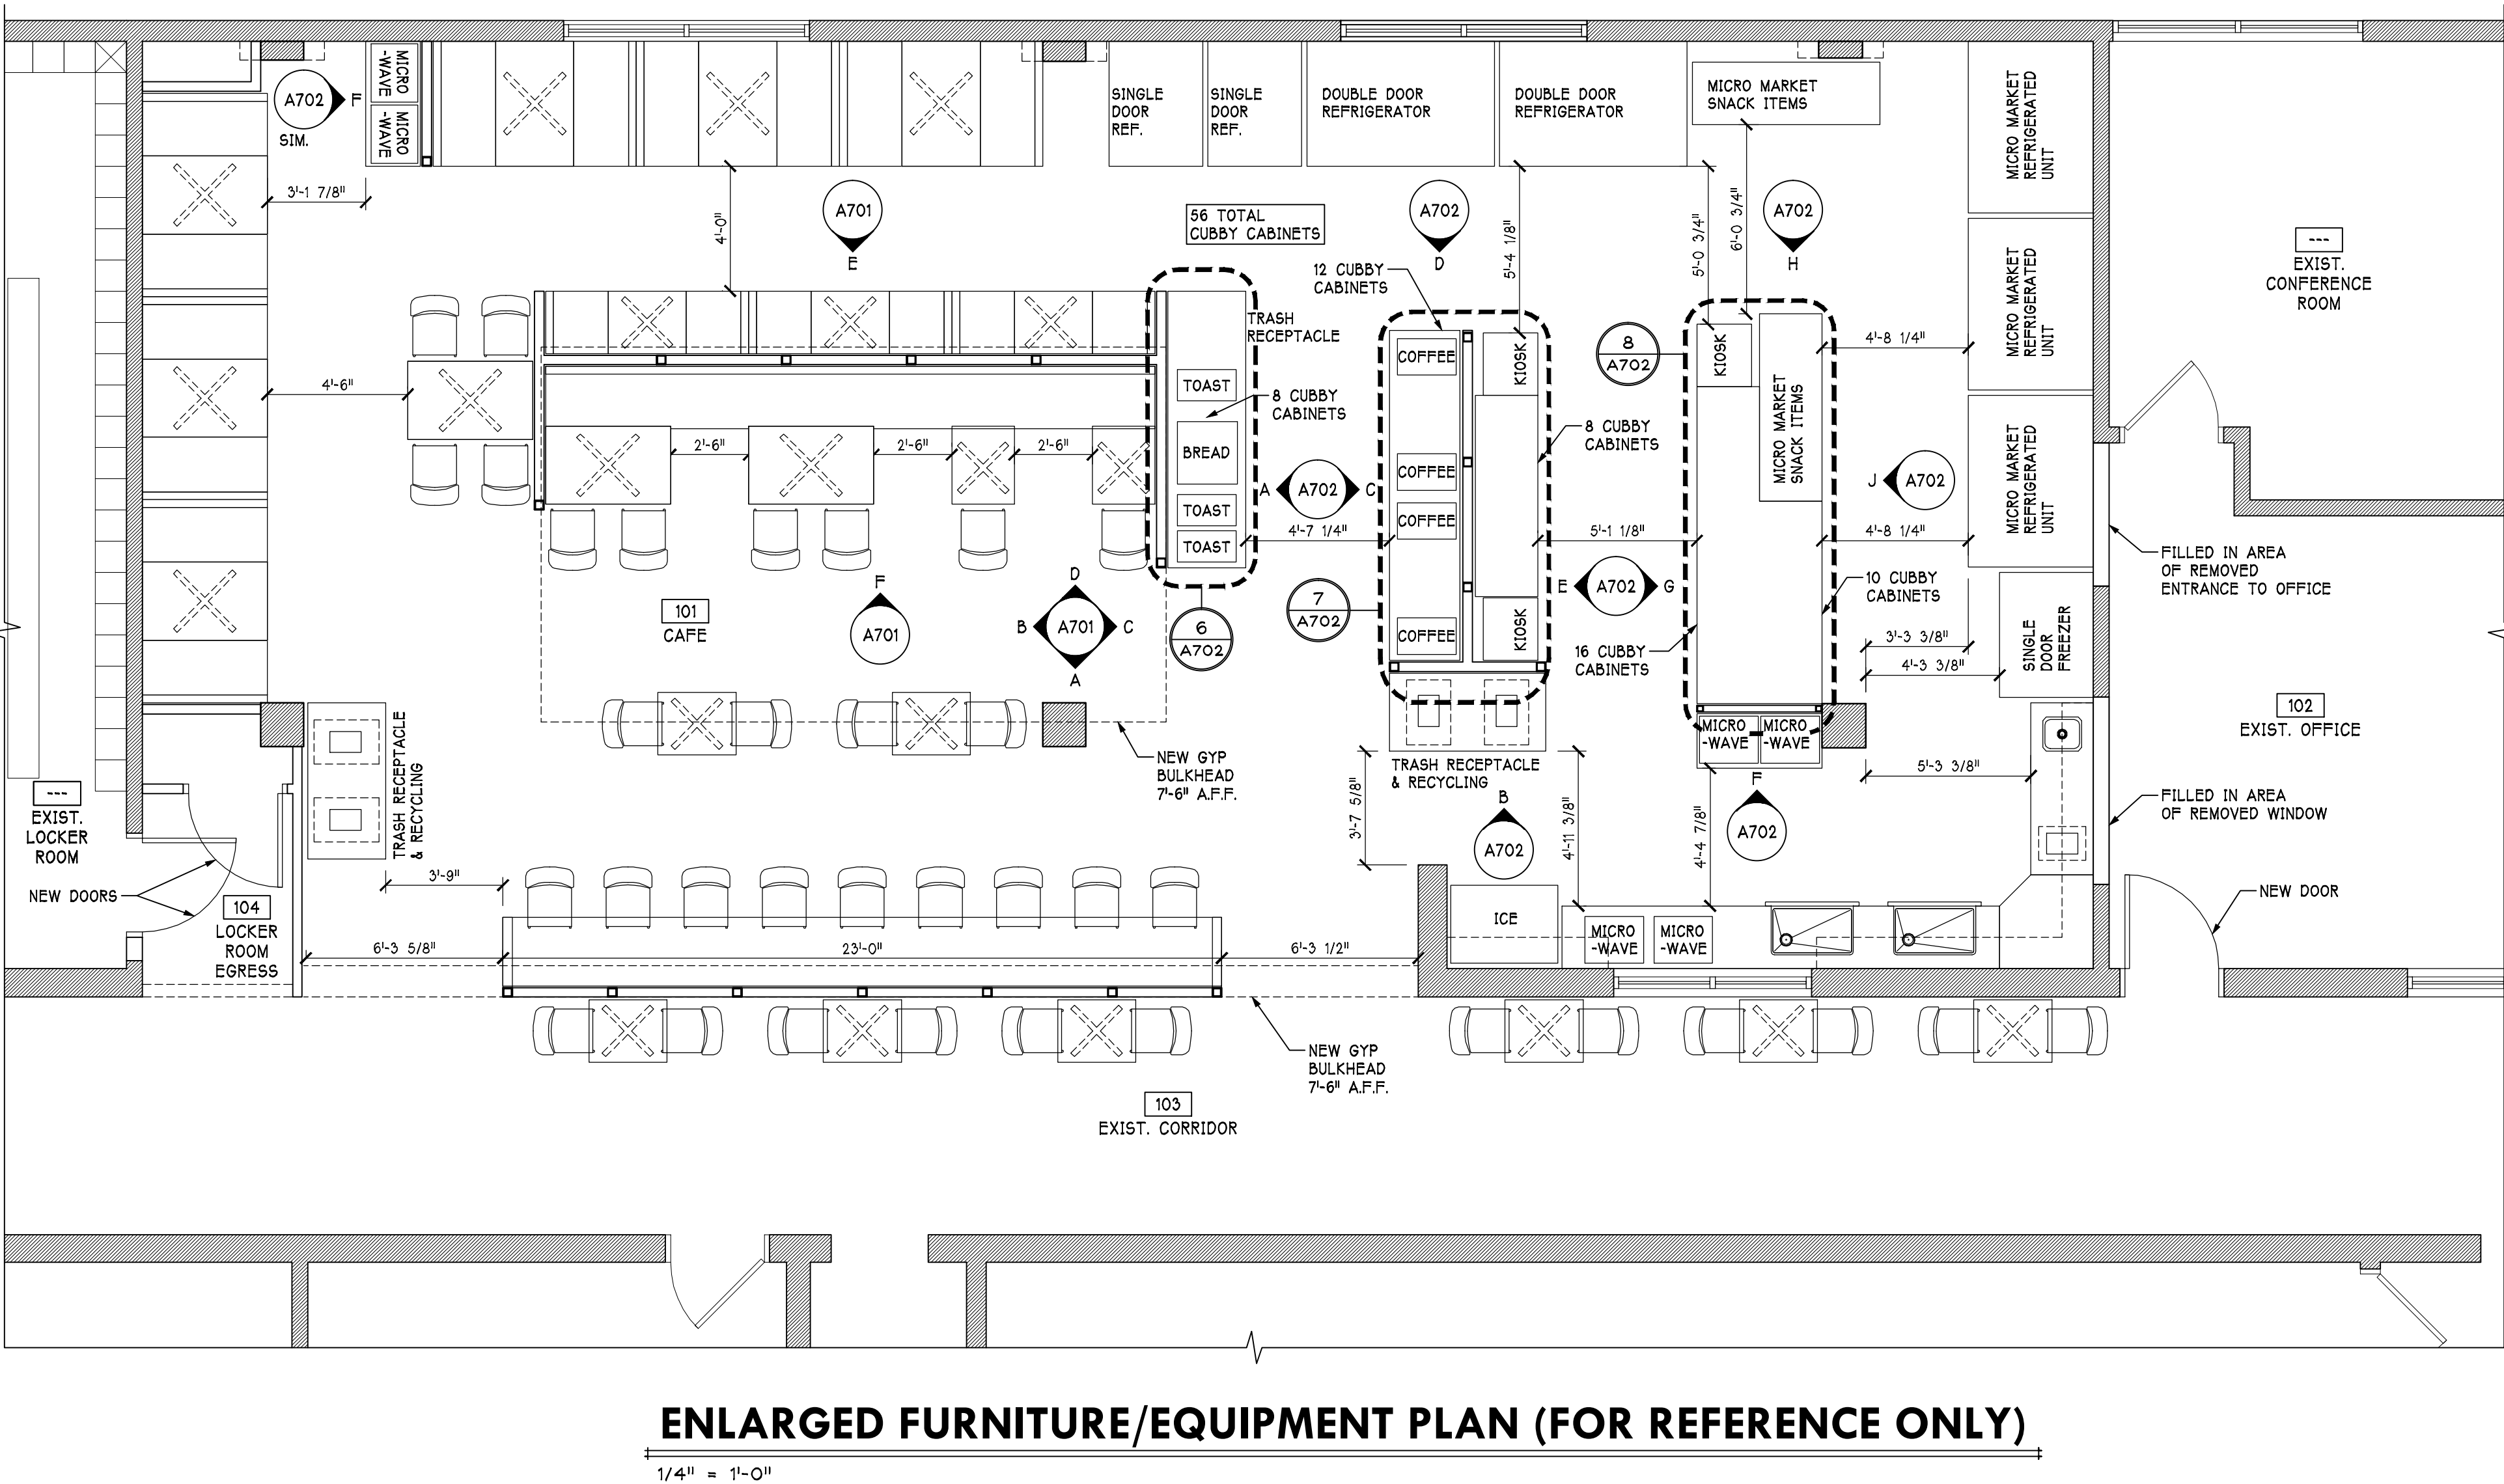 MICRO
-WAVE
MICRO
-WAVE
A702
F
SIM.
3'-1 7/8"
4'-0"
A701
E
SINGLE
DOOR
REF.
SINGLE
DOOR
REF.
DOUBLE DOOR
REFRIGERATOR
DOUBLE DOOR
REFRIGERATOR
MICRO MARKET
SNACK ITEMS
MICRO MARKET
REFRIGERATED
UNIT
56 TOTAL
CUBBY CABINETS
A702
D
5'-4 1/8"
5'-0 3/4"
6'-0 3/4"
A702
H
12 CUBBY
CABINETS
TRASH
RECEPTACLE
MICRO MARKET
REFRIGERATED
UNIT
---
EXIST.
CONFERENCE
ROOM
COFFEE
KIOSK
8
A702
KIOSK
4'-8 1/4"
TOAST
8 CUBBY
CABINETS
4'-6"
MICRO MARKET
SNACK ITEMS
8 CUBBY
CABINETS
2'-6"
2'-6"
2'-6"
BREAD
COFFEE
MICRO MARKET
REFRIGERATED
UNIT
A
A702
C
J
A702
TOAST
COFFEE
4'-7 1/4"
5'-1 1/8"
4'-8 1/4"
TOAST
FILLED IN AREA
OF REMOVED
ENTRANCE TO OFFICE
F
A701
D
B
A701
C
A
E
A702
G
10 CUBBY
CABINETS
101
CAFE
6
A702
7
A702
COFFEE
KIOSK
16 CUBBY
CABINETS
3'-3 3/8"
4'-3 3/8"
SINGLE
DOOR
FREEZER
102
EXIST. OFFICE
TRASH RECEPTACLE
& RECYCLING
NEW GYP
BULKHEAD
7'-6" A.F.F.
TRASH RECEPTACLE
& RECYCLING
MICRO
-WAVE
MICRO
-WAVE
5'-3 3/8"
---
EXIST.
LOCKER
ROOM
3'-7 5/8"
B
A702
4'-11 3/8"
4'-4 7/8"
F
A702
FILLED IN AREA
OF REMOVED WINDOW
NEW DOORS
3'-9"
104
LOCKER
ROOM
EGRESS
NEW DOOR
ICE
MICRO
-WAVE
MICRO
-WAVE
6'-3 5/8"
23'-0"
6'-3 1/2"
NEW GYP
BULKHEAD
7'-6" A.F.F.
103
EXIST. CORRIDOR
ENLARGED FURNITURE/EQUIPMENT PLAN (FOR REFERENCE ONLY)
1/4" = 1'-0"